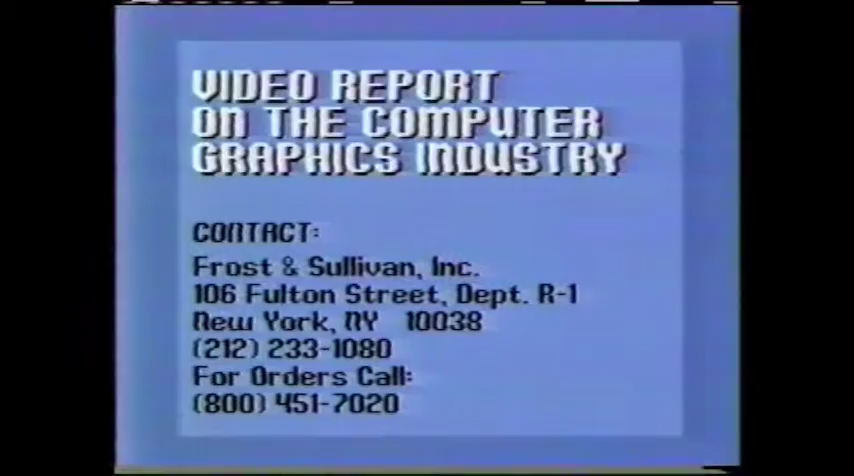 VIDEO REPORT
ON THE COMPUTER
GRAPHICS INDUSTRY
CONTACT:
Frost & Sullivan, Inc.
106 Fulton Street, Dept. R-1
New York, NY 10038
(212) 233-1080
For Orders Call:
(800) 451-7020